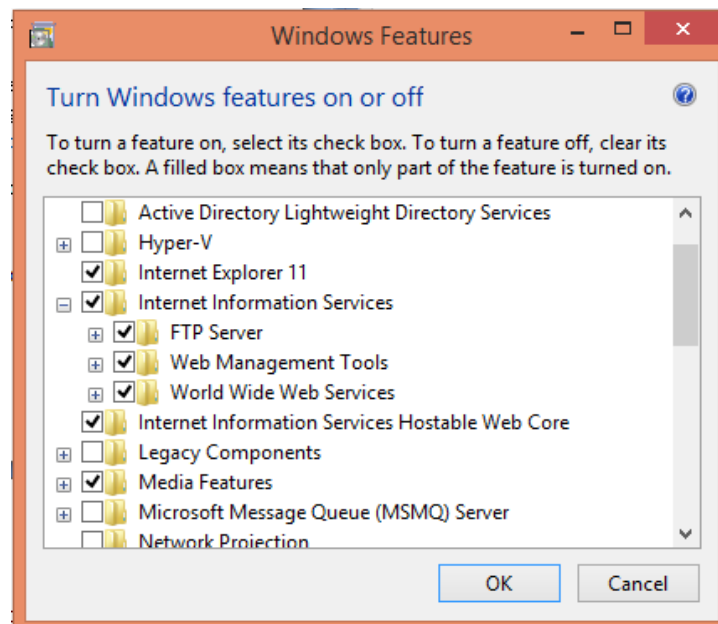 Windows Features
Turn Windows features on or off
To turn a feature on, select its check box. To turn a feature off, clear its
check box. A filled box means that only part of the feature is turned on.
Active Directory Lightweight Directory Services
Hyper-V
Internet Explorer 11
Internet Information Services
FTP Server
Web Management Tools
World Wide Web Services
Internet Information Services Hostable Web Core
Legacy Components
Media Features
Microsoft Message Queue (MSMQ) Server
Network Projection
OK
Cancel